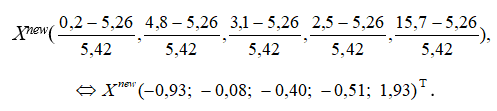 Xⁿᵉʷ((0,2 – 5,26)/5,42, (4,8 – 5,26)/5,42, (3,1 – 5,26)/5,42, (2,5 – 5,26)/5,42, (15,7 – 5,26)/5,42),
⇔ Xⁿᵉʷ(–0,93; – 0,08; – 0,40; – 0,51; 1,93)ᵀ.